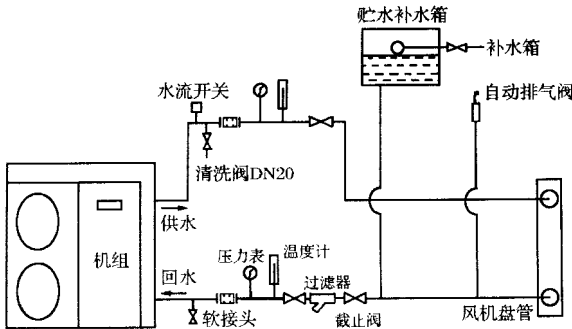 贮水补水箱
补水箱
水流开关
自动排气阀
清洗阀DN20
供水
机组
回水
压力表
温度计
过滤器
软接头
截止阀
风机盘管